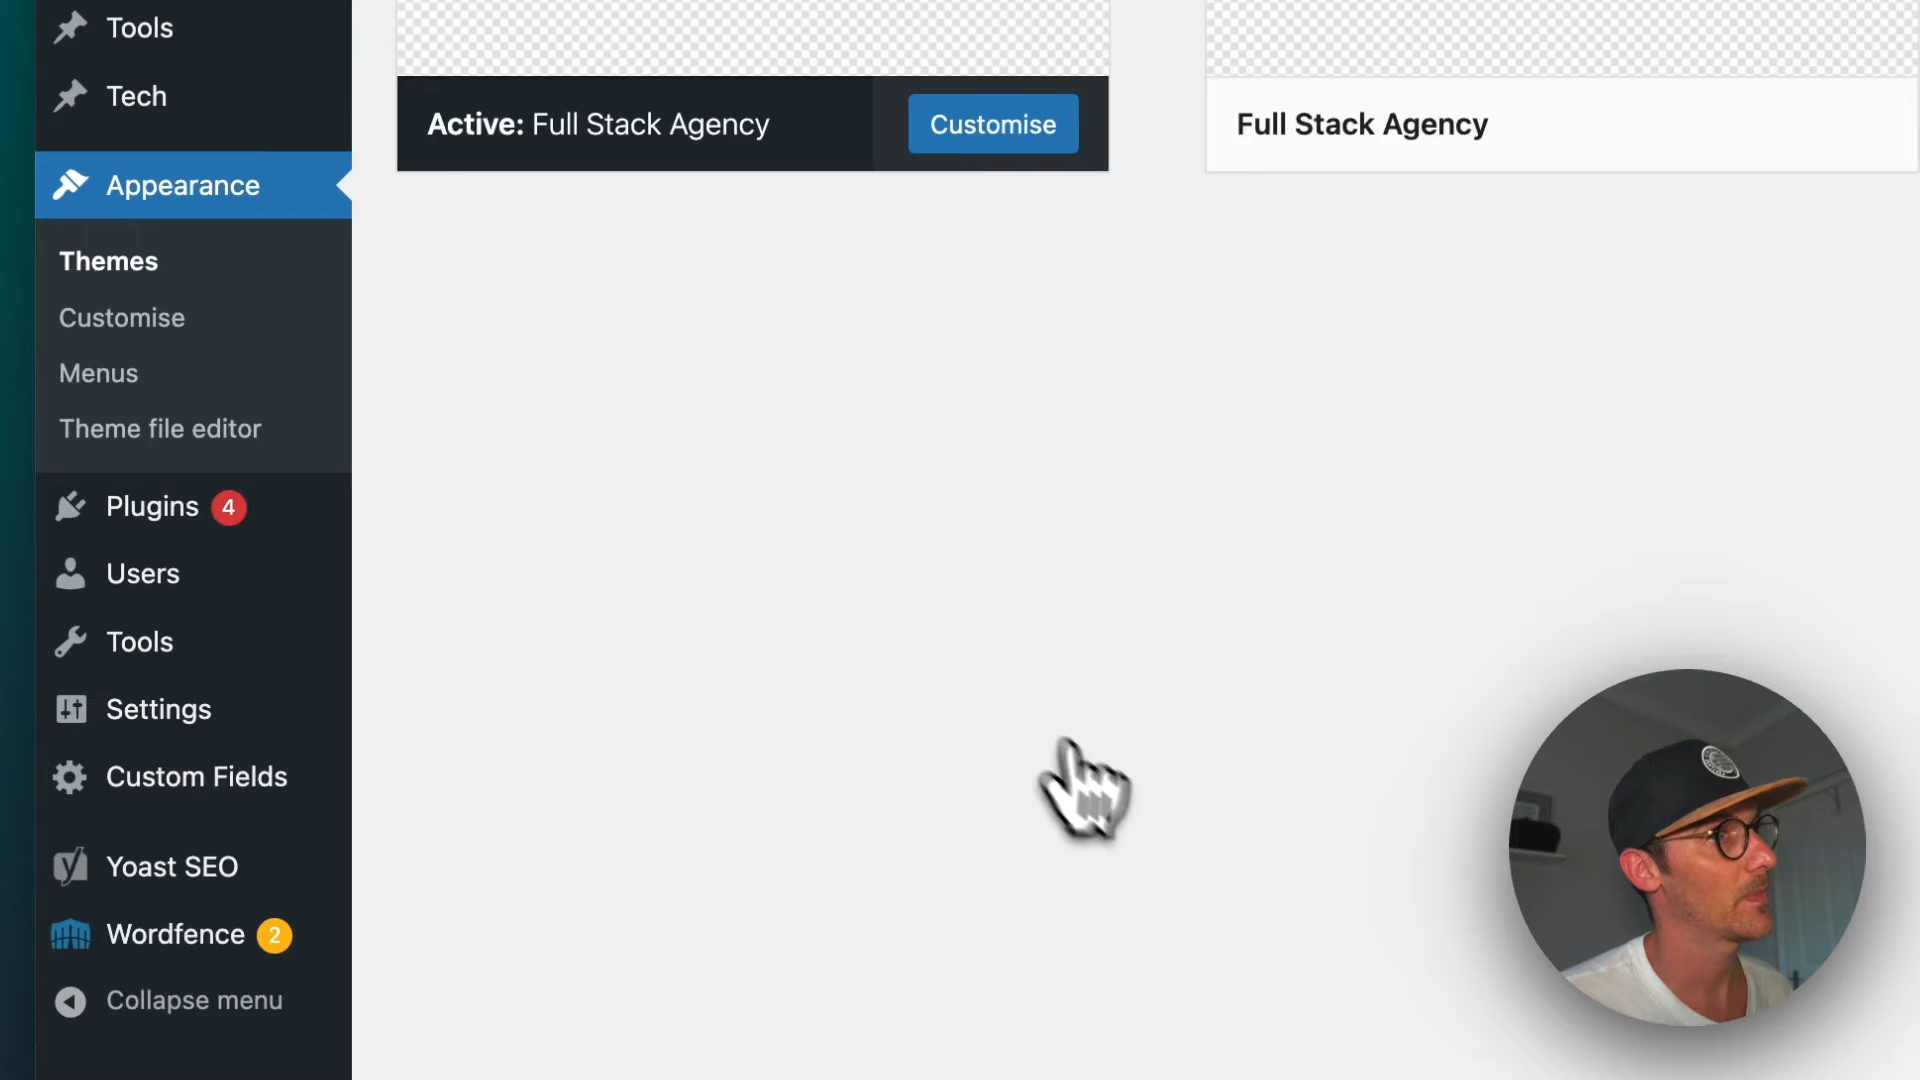 Tools
Tech
Appearance
Themes
Customise
Menus
Theme file editor
Plugins 4
Users
Tools
Settings
Custom Fields
Yoast SEO
Wordfence 2
Collapse menu
Active: Full Stack Agency
Customise
Full Stack Agency